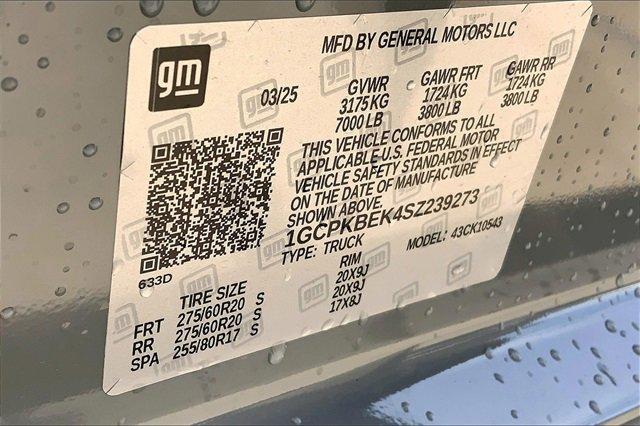 gm
MFD BY GENERAL MOTORS LLC
03/25
GVWR GAWR FRT GAWR RR
3175 KG 1724 KG 1724 KG
7000 LB 3800 LB 3800 LB
THIS VEHICLE CONFORMS TO ALL
APPLICABLE U.S. FEDERAL MOTOR
VEHICLE SAFETY STANDARDS IN EFFECT
ON THE DATE OF MANUFACTURE
SHOWN ABOVE.
1GCPKBEK4SZ239273
TYPE: TRUCK MODEL: 43CK10543
633D
TIRE SIZE RIM
FRT 275/60R20 S 20X9J
RR 275/60R20 S 20X9J
SPA 255/80R17 S 17X8J